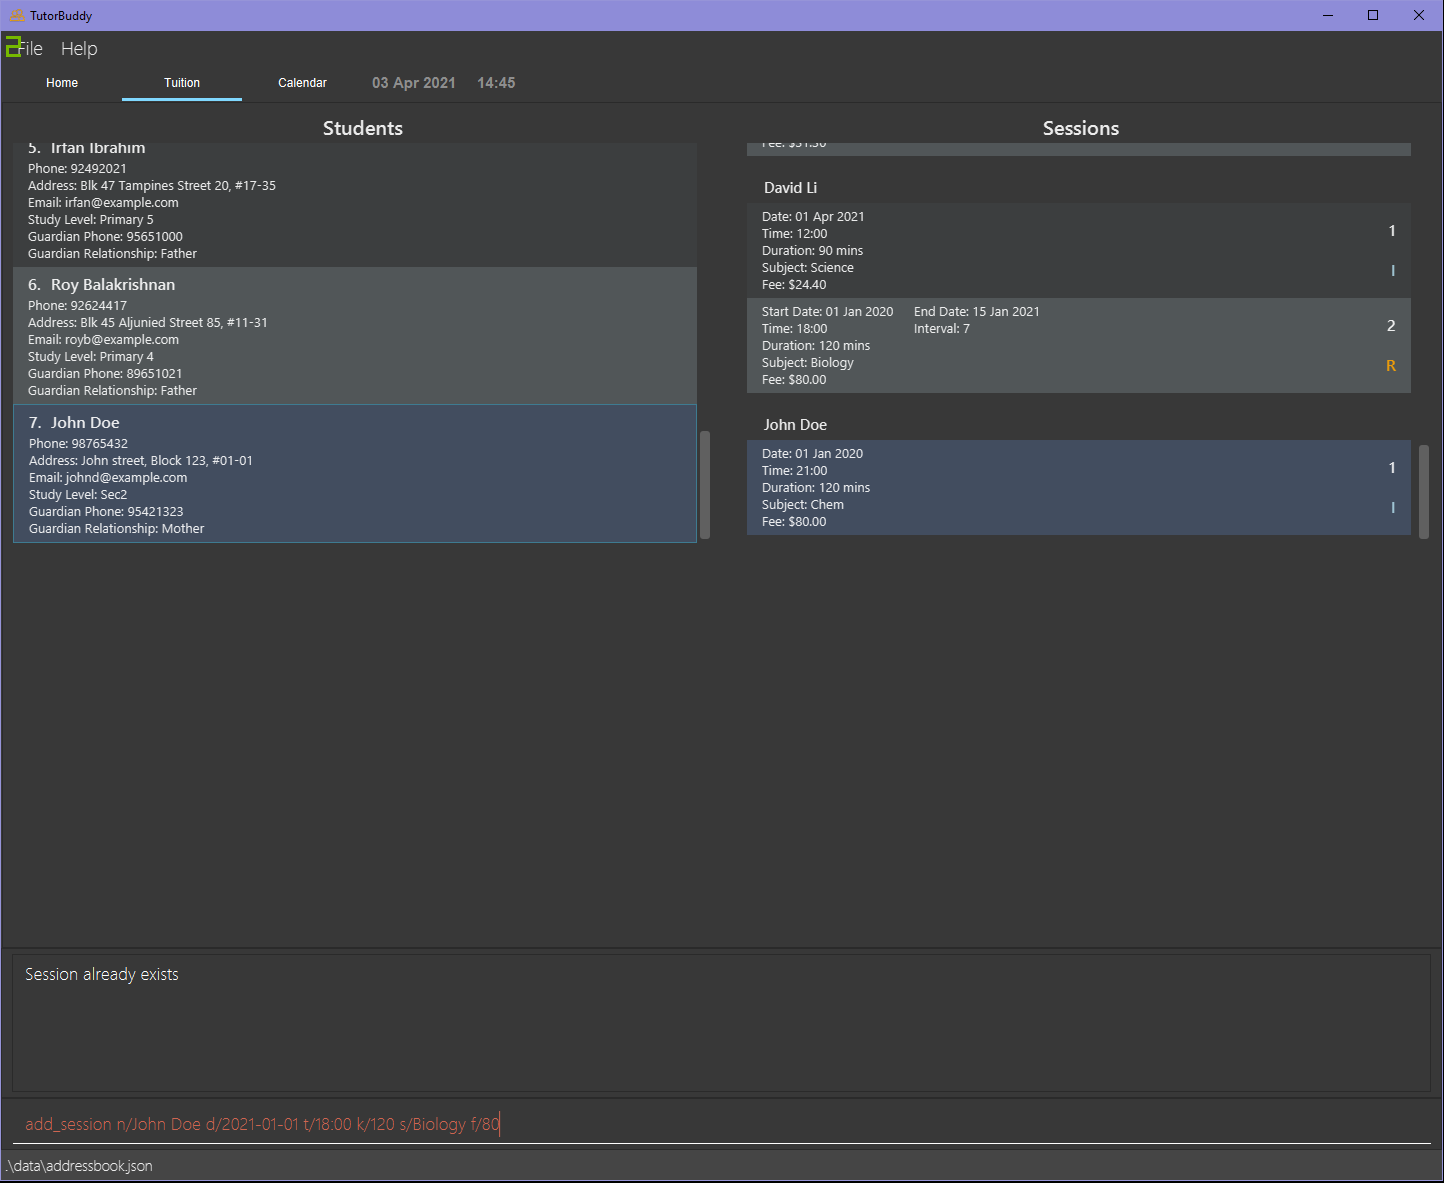 TutorBuddy
File Help
Home Tuition Calendar 03 Apr 2021 14:45
Students
5. Irfan Ibrahim
Phone: 92492021
Address: Blk 47 Tampines Street 20, #17-35
Email: irfan@example.com
Study Level: Primary 5
Guardian Phone: 95651000
Guardian Relationship: Father
6. Roy Balakrishnan
Phone: 92624417
Address: Blk 45 Aljunied Street 85, #11-31
Email: royb@example.com
Study Level: Primary 4
Guardian Phone: 89651021
Guardian Relationship: Father
7. John Doe
Phone: 98765432
Address: John street, Block 123, #01-01
Email: johnd@example.com
Study Level: Sec2
Guardian Phone: 95421323
Guardian Relationship: Mother
Sessions
Fee: $51.50
David Li
Date: 01 Apr 2021
Time: 12:00
Duration: 90 mins
Subject: Science
Fee: $24.40
1
I
Start Date: 01 Jan 2020 End Date: 15 Jan 2021
Time: 18:00 Interval: 7
Duration: 120 mins
Subject: Biology
Fee: $80.00
2
R
John Doe
Date: 01 Jan 2020
Time: 21:00
Duration: 120 mins
Subject: Chem
Fee: $80.00
1
I
Session already exists
add_session n/John Doe d/2021-01-01 t/18:00 k/120 s/Biology f/80
.\data\addressbook.json